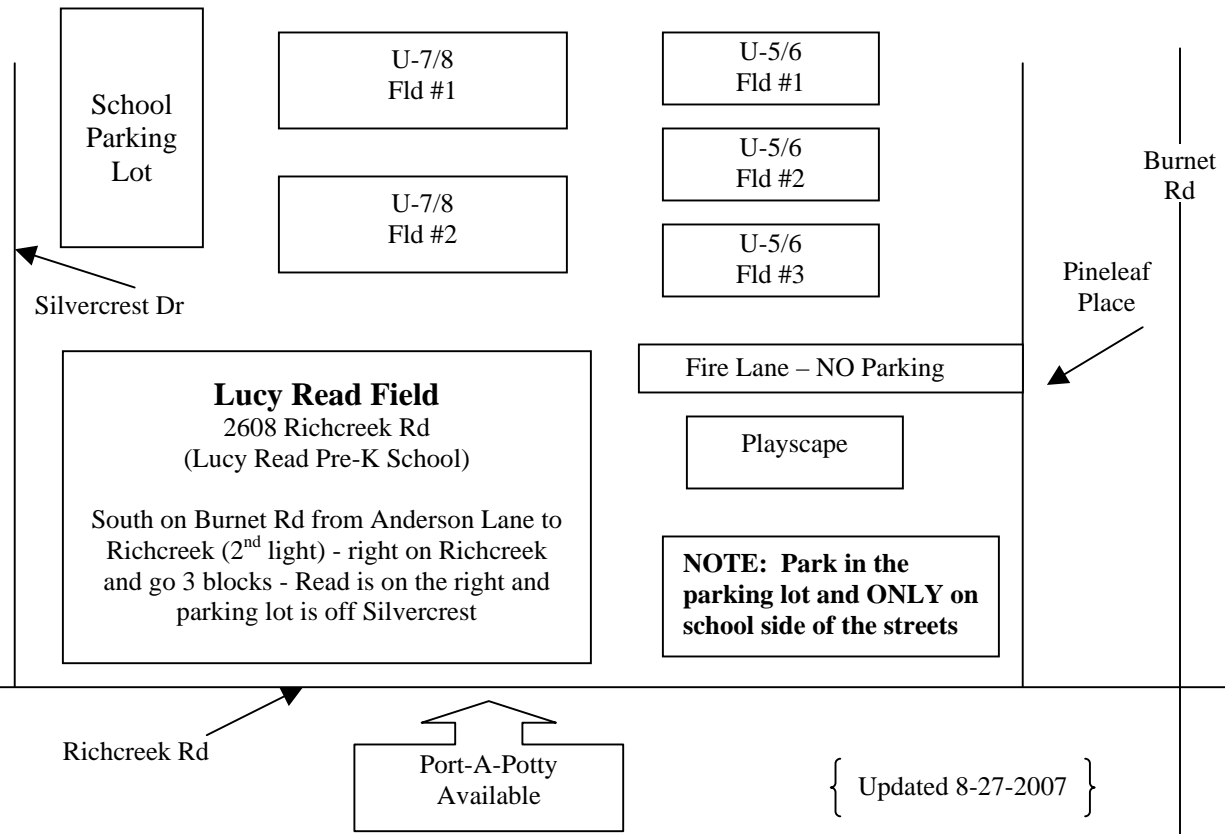 School
Parking
Lot
U-7/8
Fld #1
U-5/6
Fld #1
U-7/8
Fld #2
U-5/6
Fld #2
U-5/6
Fld #3
Burnet
Rd
Silvercrest Dr
Pineleaf
Place
Fire Lane – NO Parking
Playscape
Lucy Read Field
2608 Richcreek Rd
(Lucy Read Pre-K School)
South on Burnet Rd from Anderson Lane to
Richcreek (2nd light) - right on Richcreek
and go 3 blocks - Read is on the right and
parking lot is off Silvercrest
NOTE: Park in the
parking lot and ONLY on
school side of the streets
Richcreek Rd
Port-A-Potty
Available
{ Updated 8-27-2007 }